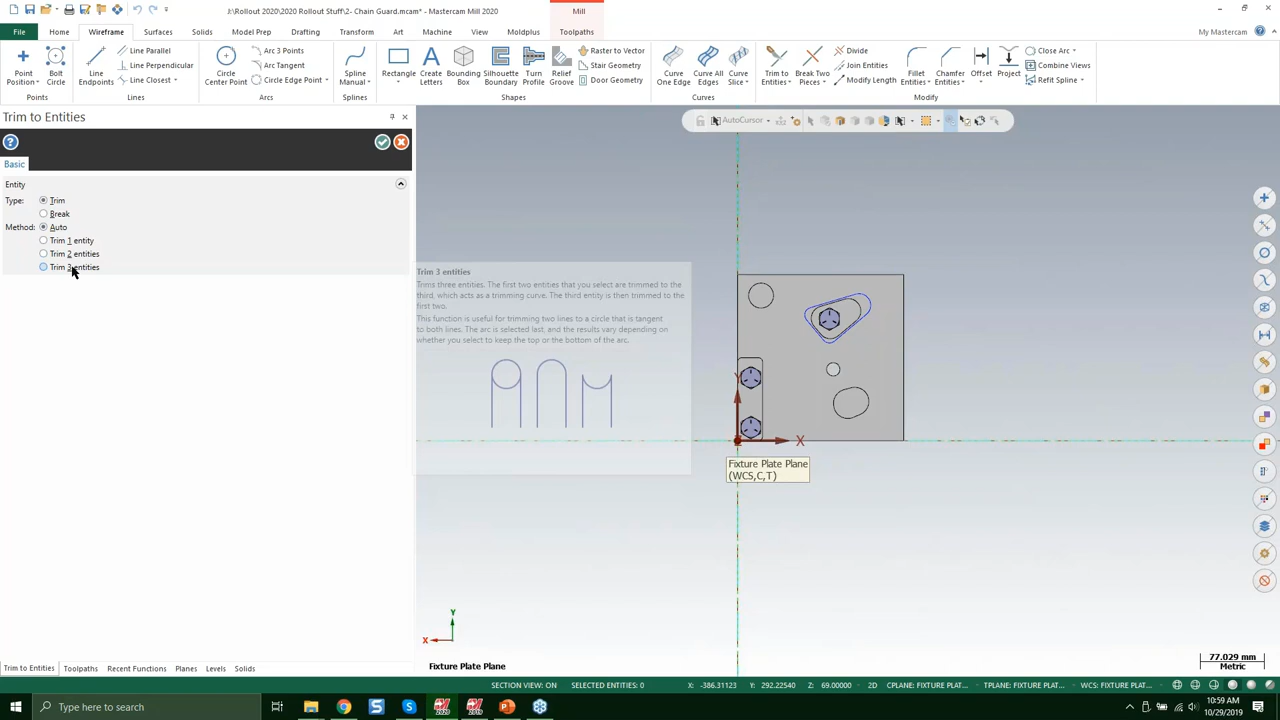 J:\Rollout 2020\2020 Rollout Stuff\2- Chain Guard.mcam* - Mastercam Mill 2020
Mill
File Home Wireframe Surfaces Solids Model Prep Drafting Transform Art Machine View Moldplus Toolpaths My Mastercam
Point Position
Bolt Circle
Points
Line Endpoints
Line Parallel
Line Perpendicular
Line Closest
Lines
Circle Center Point
Arc 3 Points
Arc Tangent
Circle Edge Point
Arcs
Spline Manual
Splines
Rectangle
Create Letters
Bounding Box
Silhouette Boundary
Turn Profile
Relief Groove
Raster to Vector
Stair Geometry
Door Geometry
Shapes
Curve One Edge
Curve All Edges
Curve Slice
Curves
Trim to Entities
Break Two Pieces
Divide
Join Entities
Modify Length
Fillet Entities
Chamfer Entities
Offset
Project
Close Arc
Combine Views
Refit Spline
Modify
Trim to Entities
Basic
Entity
Type: Trim
Break
Method: Auto
Trim 1 entity
Trim 2 entities
Trim 3 entities
AutoCursor
Trim 3 entities
Trims three entities. The first two entities that you select are trimmed to the
third, which acts as a trimming curve. The third entity is then trimmed to the
first two.
This function is useful for trimming two lines to a circle that is tangent
to both lines. The arc is selected last, and the results vary depending on
whether you select to keep the top or the bottom of the arc.
Y
X
Fixture Plate Plane
(WCS,C,T)
Y
X
Fixture Plate Plane
77.029 mm
Metric
Trim to Entities Toolpaths Recent Functions Planes Levels Solids
SECTION VIEW: ON SELECTED ENTITIES: 0 X: -386.31123 Y: 292.22540 Z: 69.00000 2D CPLANE: FIXTURE PLAT... TPLANE: FIXTURE PLAT... WCS: FIXTURE PLAT...
Type here to search
10:59 AM
10/29/2019